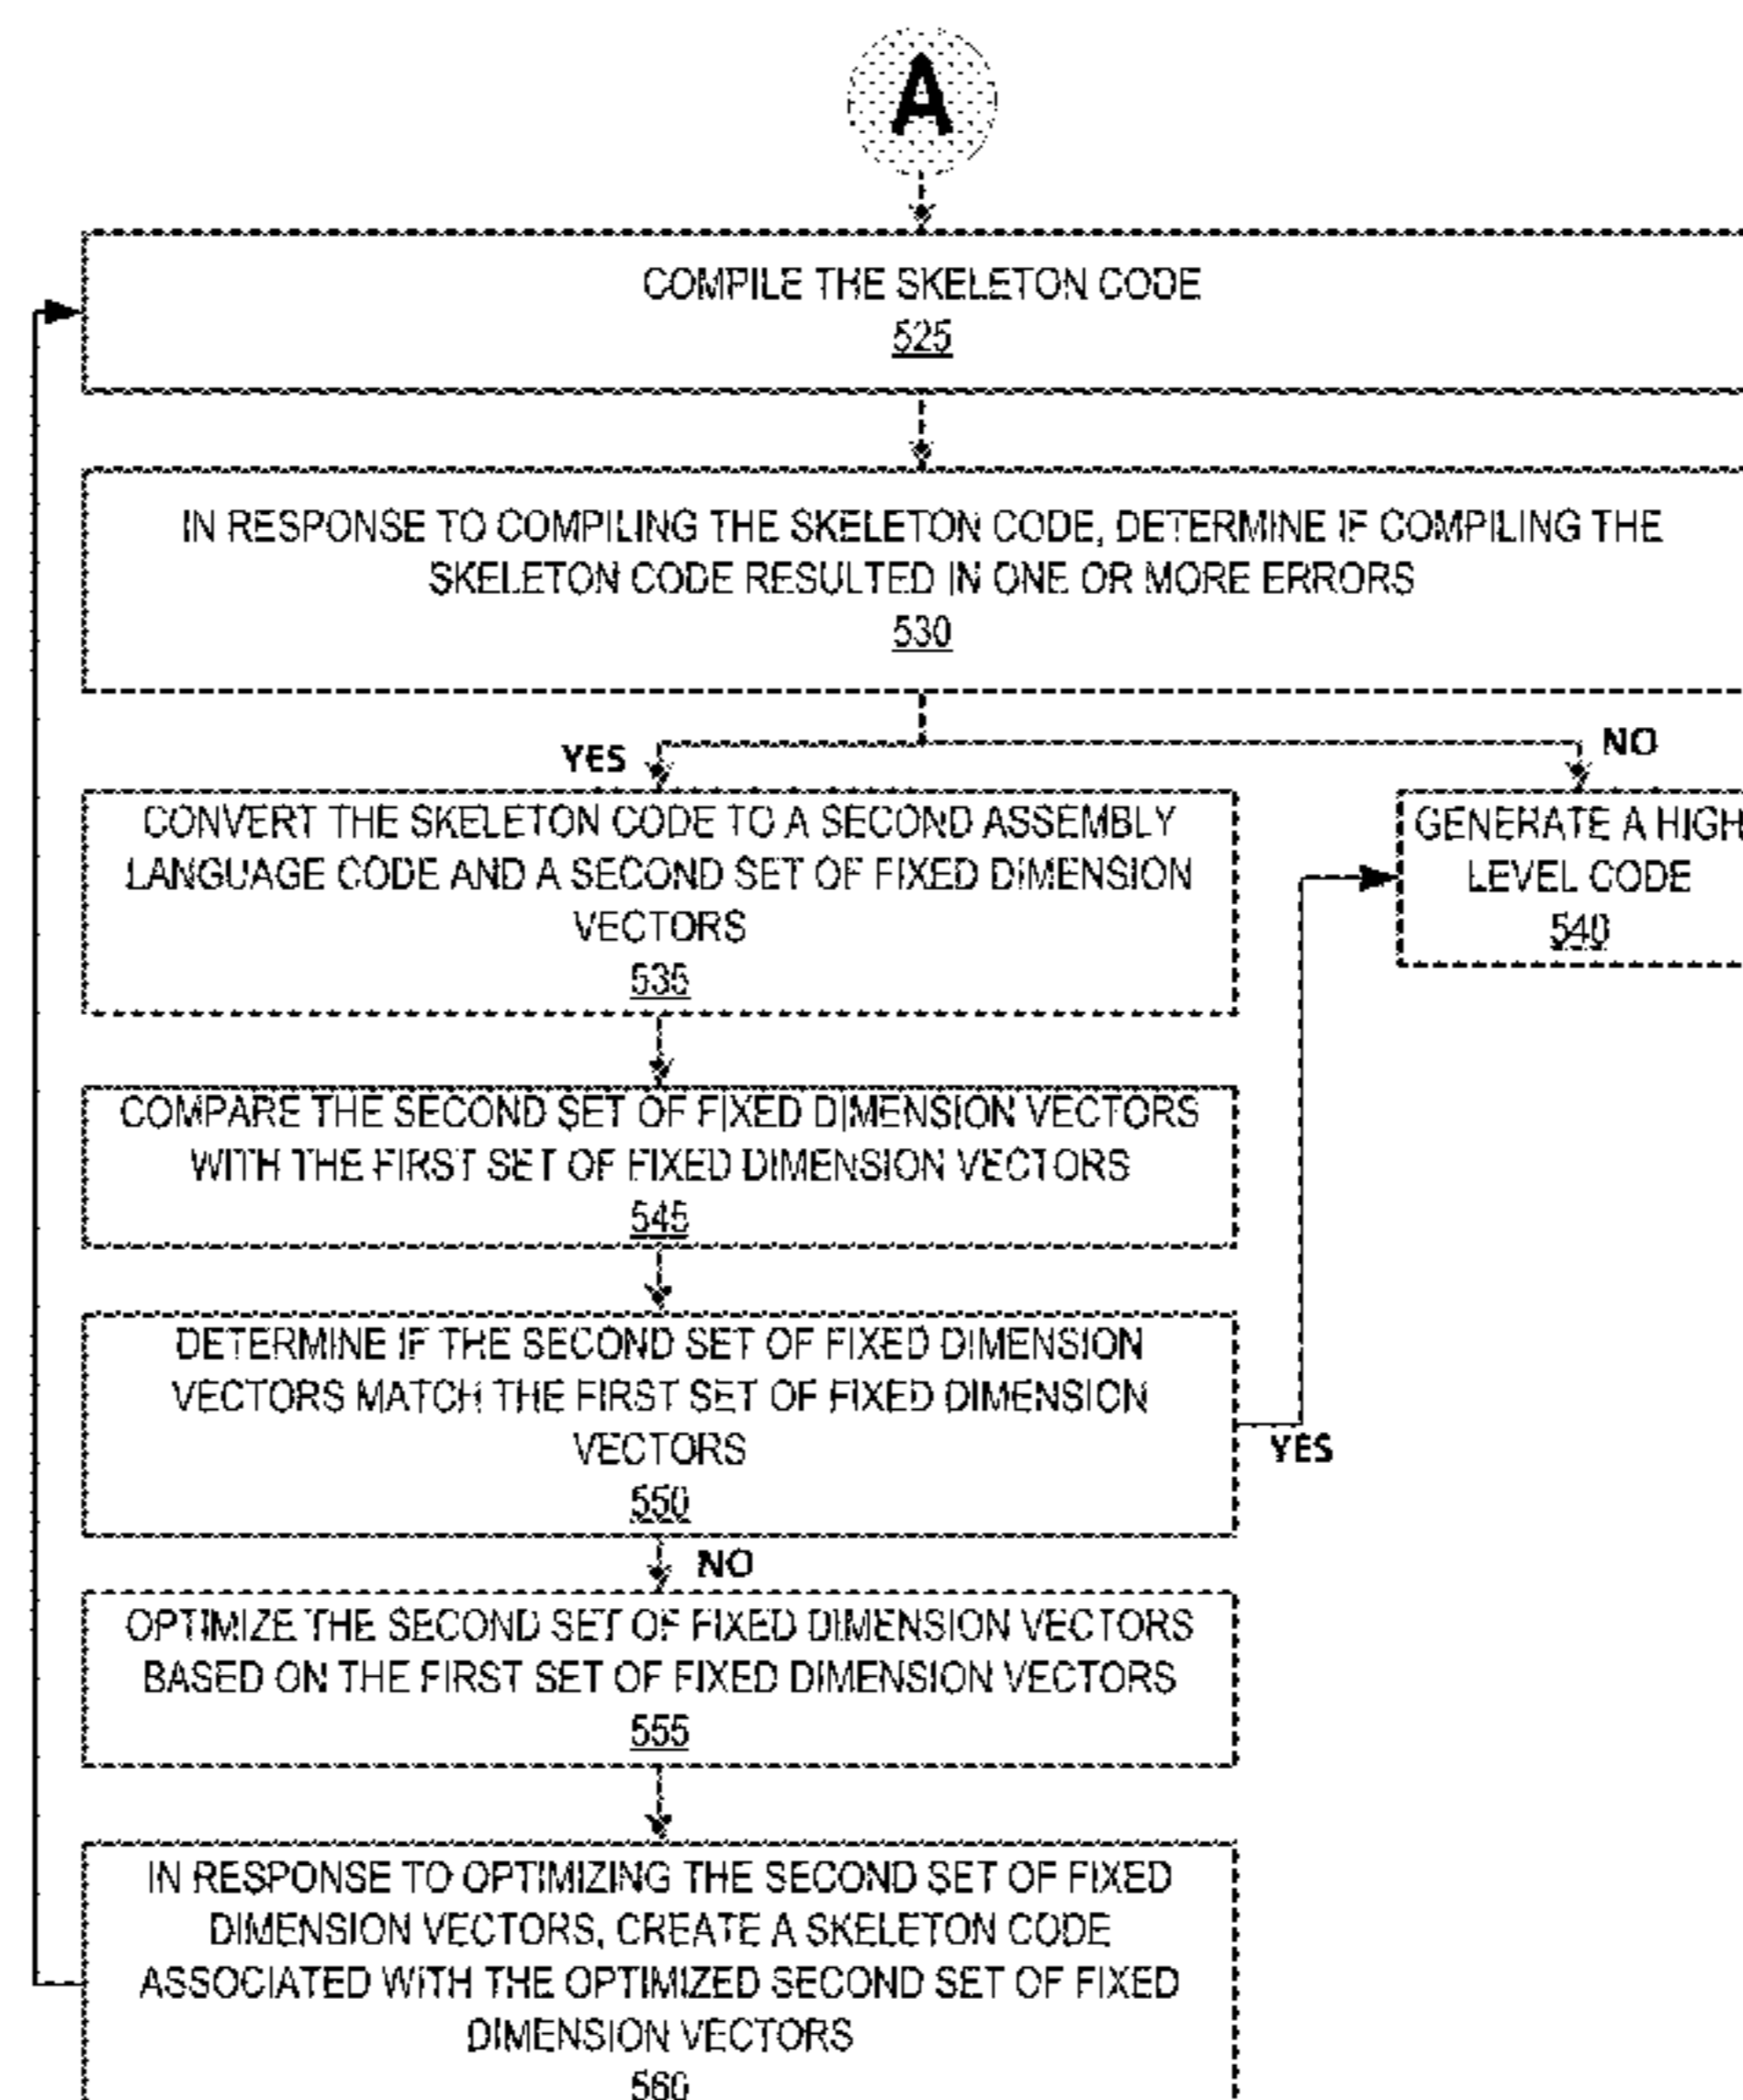 A
COMPILE THE SKELETON CODE
525
IN RESPONSE TO COMPILING THE SKELETON CODE, DETERMINE IF COMPILING THE
SKELETON CODE RESULTED IN ONE OR MORE ERRORS
530
YES
NO
CONVERT THE SKELETON CODE TO A SECOND ASSEMBLY
LANGUAGE CODE AND A SECOND SET OF FIXED DIMENSION
VECTORS
535
GENERATE A HIGH
LEVEL CODE
540
COMPARE THE SECOND SET OF FIXED DIMENSION VECTORS
WITH THE FIRST SET OF FIXED DIMENSION VECTORS
545
DETERMINE IF THE SECOND SET OF FIXED DIMENSION
VECTORS MATCH THE FIRST SET OF FIXED DIMENSION
VECTORS
550
YES
NO
OPTIMIZE THE SECOND SET OF FIXED DIMENSION VECTORS
BASED ON THE FIRST SET OF FIXED DIMENSION VECTORS
555
IN RESPONSE TO OPTIMIZING THE SECOND SET OF FIXED
DIMENSION VECTORS, CREATE A SKELETON CODE
ASSOCIATED WITH THE OPTIMIZED SECOND SET OF FIXED
DIMENSION VECTORS
560